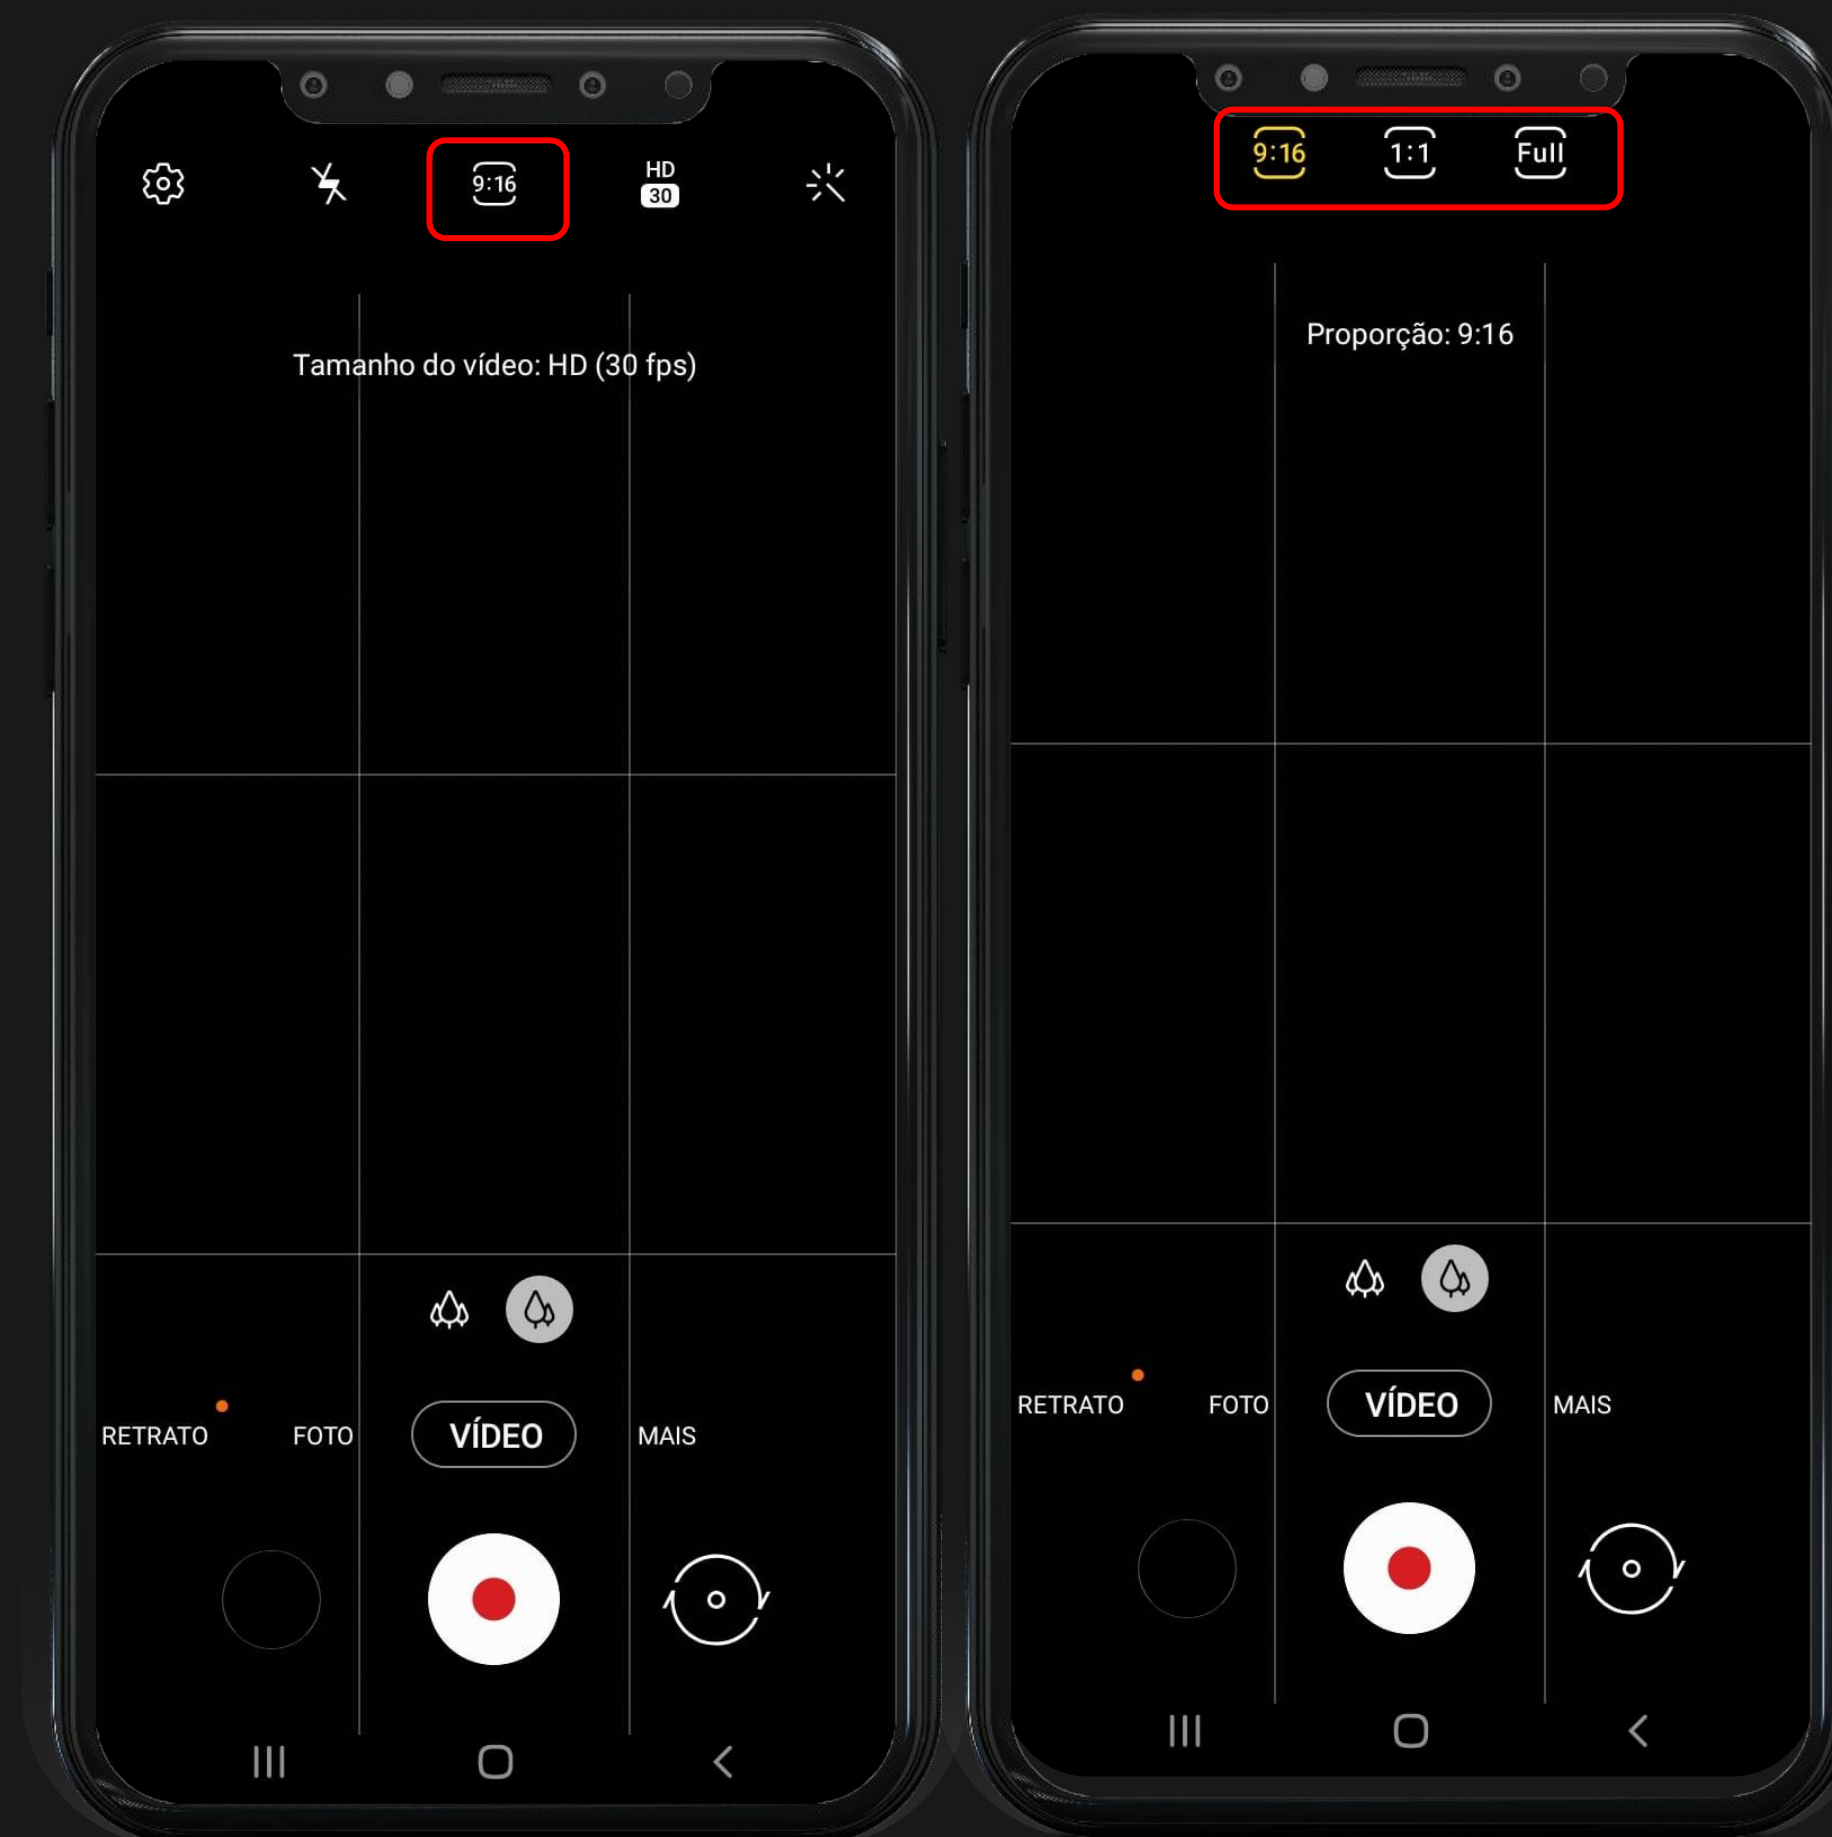 9:16
HD
30
Tamanho do vídeo: HD (30 fps)
RETRATO
FOTO
VÍDEO
MAIS
9:16
1:1
Full
Proporção: 9:16
RETRATO
FOTO
VÍDEO
MAIS